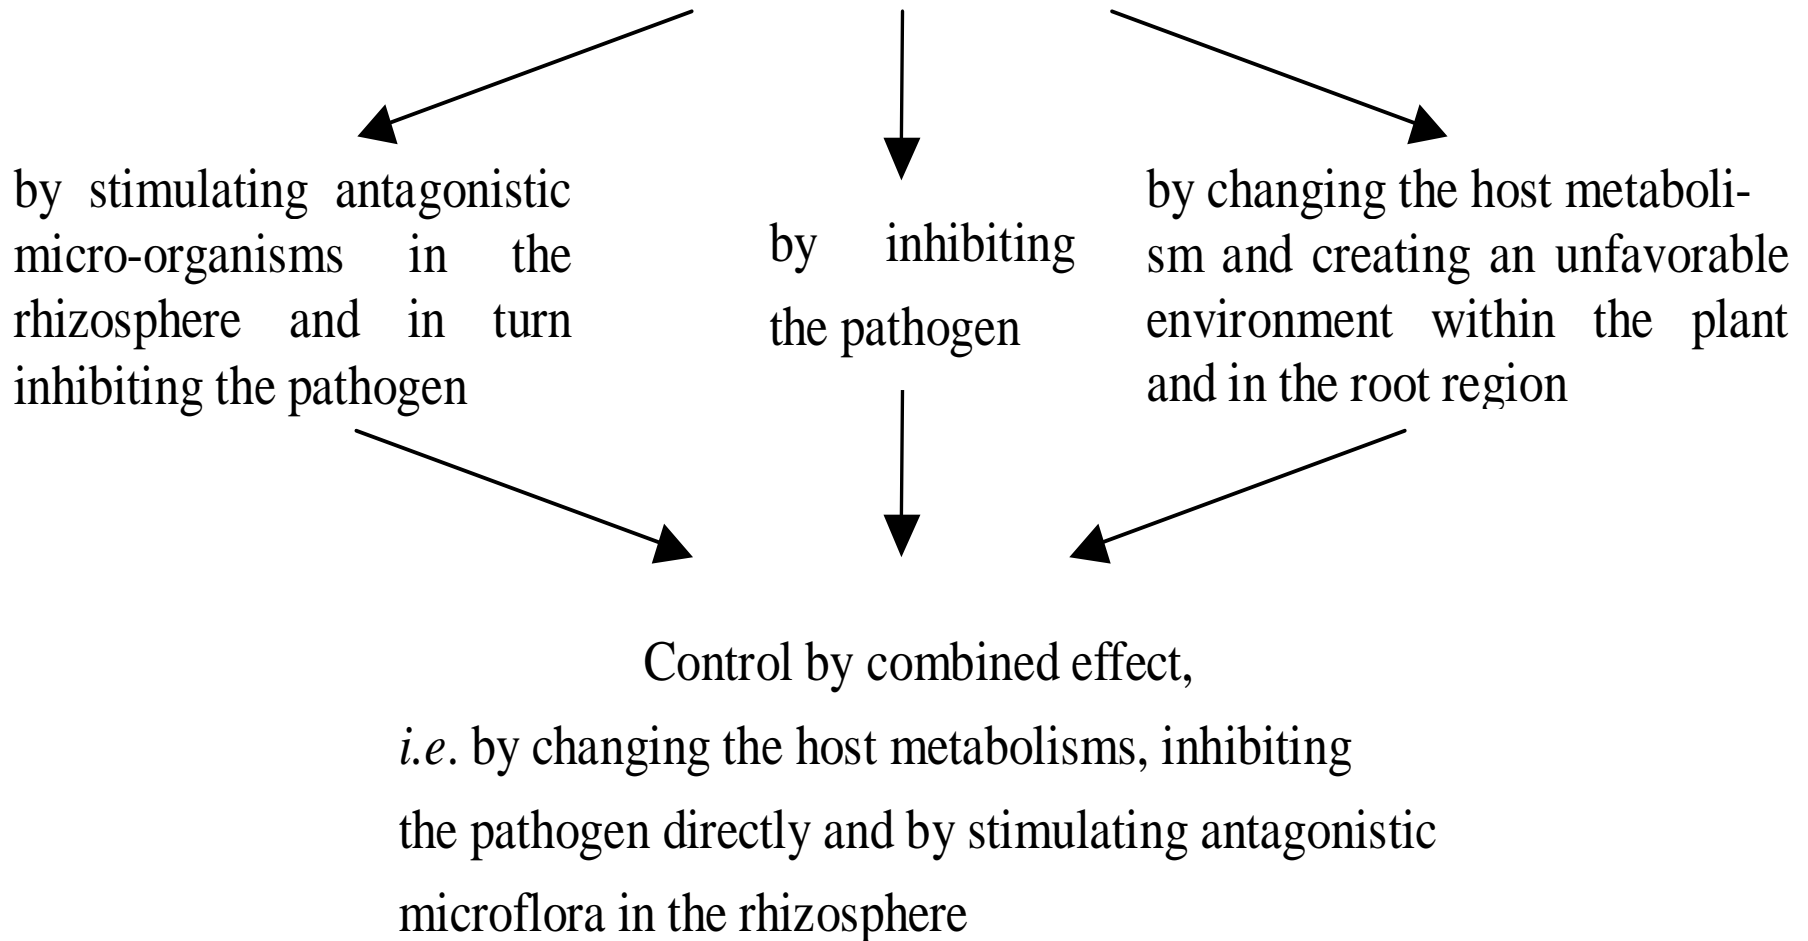 by stimulating antagonistic
micro-organisms in the
rhizosphere and in turn
inhibiting the pathogen
by inhibiting
the pathogen
by changing the host metaboli-
sm and creating an unfavorable
environment within the plant
and in the root region
Control by combined effect,
i.e. by changing the host metabolisms, inhibiting
the pathogen directly and by stimulating antagonistic
microflora in the rhizosphere